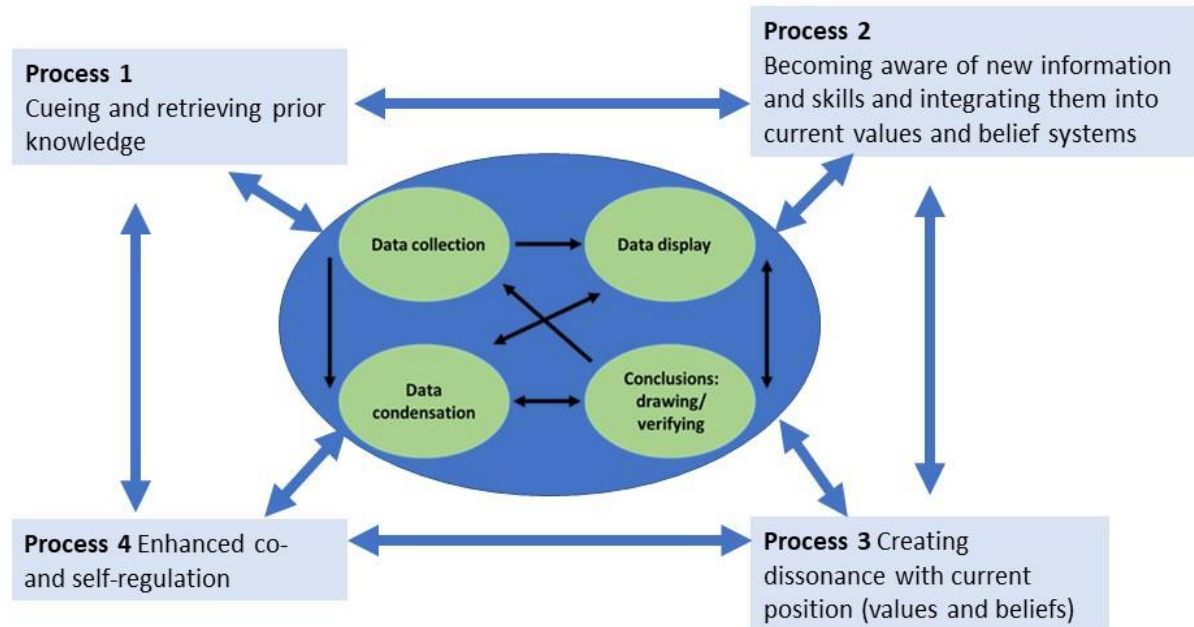 Process 1
Cueing and retrieving prior
knowledge
Process 2
Becoming aware of new information
and skills and integrating them into
current values and belief systems
Data collection
Data display
Data
condensation
Conclusions:
drawing/
verifying
Process 4 Enhanced co-
and self-regulation
Process 3 Creating
dissonance with current
position (values and beliefs)